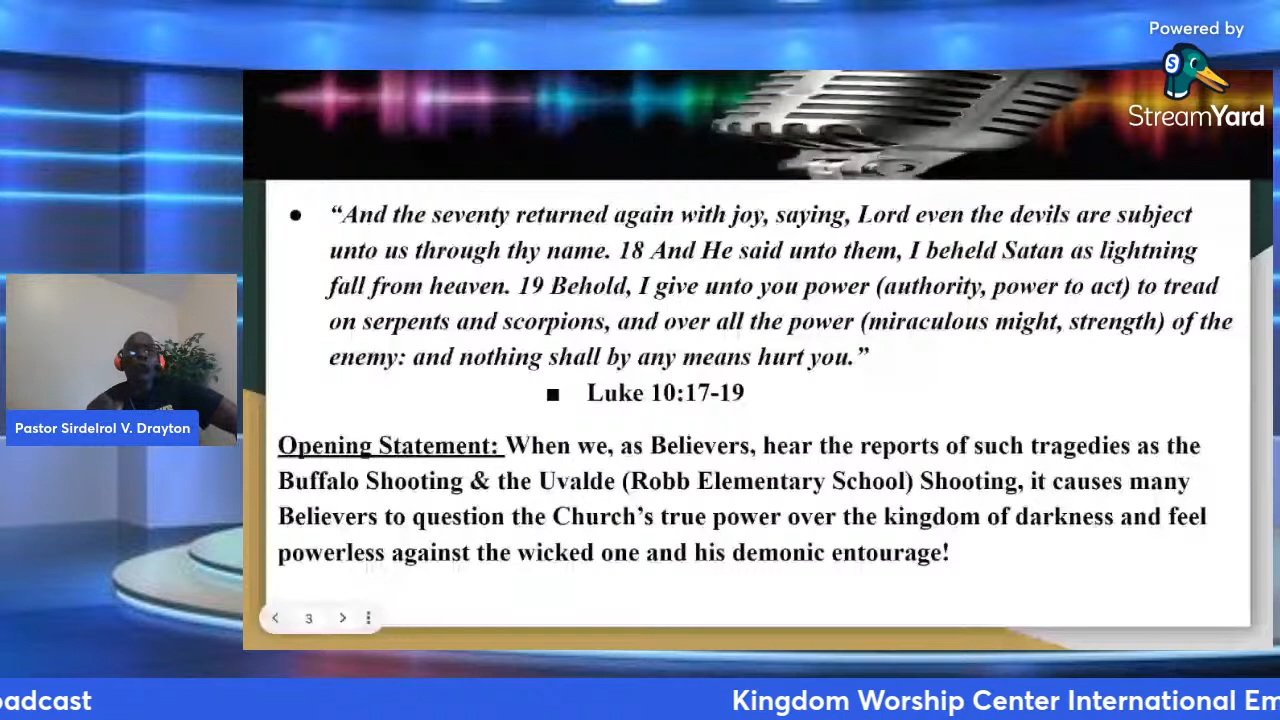 Powered by
StreamYard
“And the seventy returned again with joy, saying, Lord even the devils are subject
unto us through thy name. 18 And He said unto them, I beheld Satan as lightning
fall from heaven. 19 Behold, I give unto you power (authority, power to act) to tread
on serpents and scorpions, and over all the power (miraculous might, strength) of the
enemy: and nothing shall by any means hurt you.”
Luke 10:17-19
Opening Statement: When we, as Believers, hear the reports of such tragedies as the
Buffalo Shooting & the Uvalde (Robb Elementary School) Shooting, it causes many
Believers to question the Church’s true power over the kingdom of darkness and feel
powerless against the wicked one and his demonic entourage!
Pastor Sirdelrol V. Drayton
3
oadcast
Kingdom Worship Center International Em